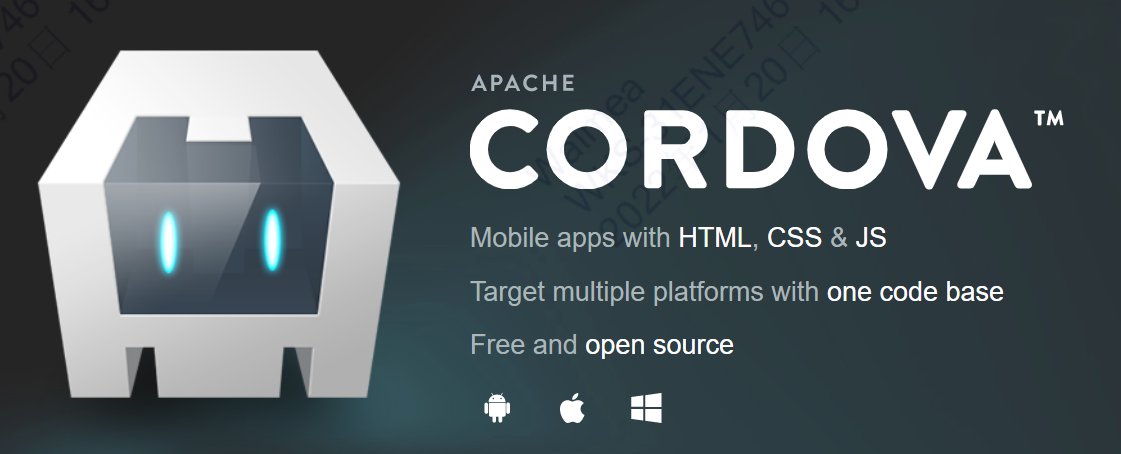 APACHE
CORDOVA™
Mobile apps with HTML, CSS & JS
Target multiple platforms with one code base
Free and open source